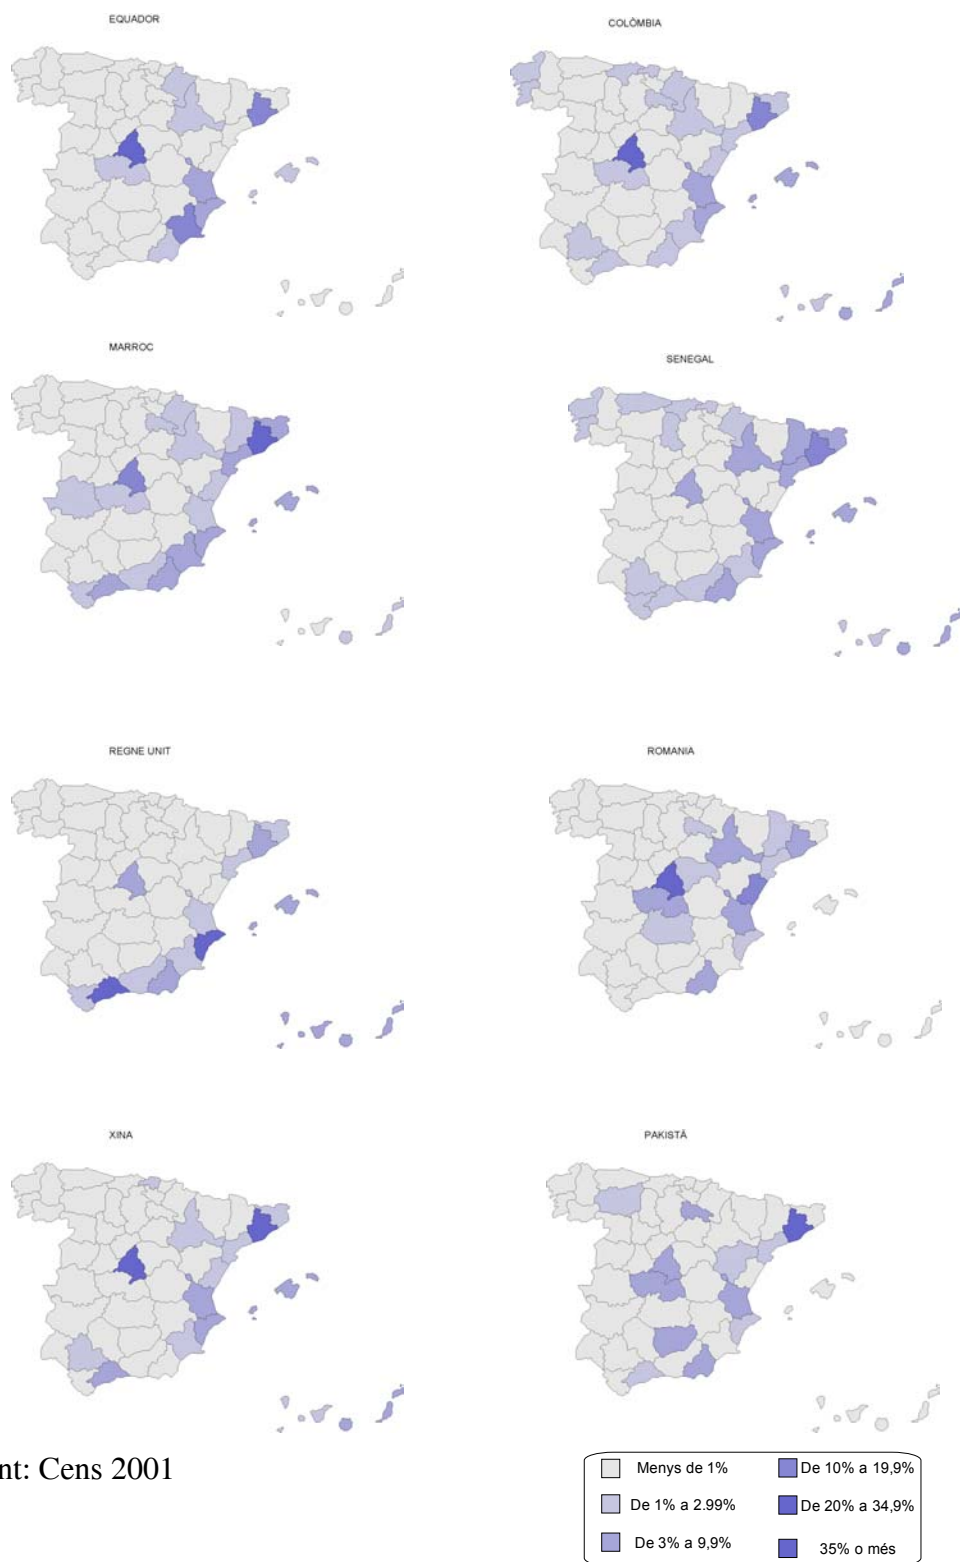 EQUADOR
COLÒMBIA
MARROC
SENEGAL
REGNE UNIT
ROMANIA
XINA
PAKISTÀ
nt: Cens 2001
Menys de 1%
De 10% a 19,9%
De 1% a 2.99%
De 20% a 34,9%
De 3% a 9,9%
35% o més